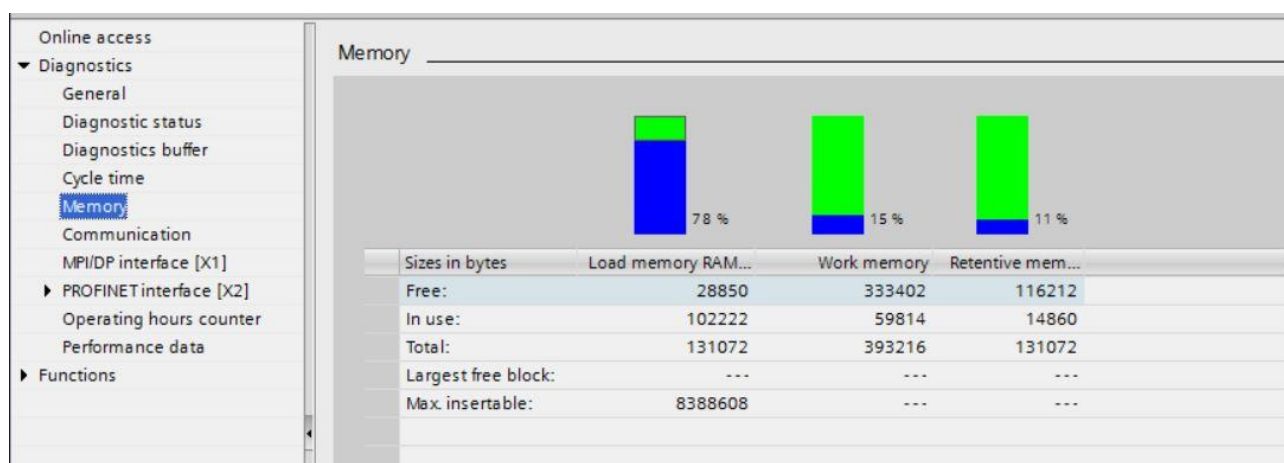 Online access
Diagnostics
General
Diagnostic status
Diagnostics buffer
Cycle time
Memory
Communication
MPI/DP interface [X1]
PROFINET interface [X2]
Operating hours counter
Performance data
Functions
Memory
78 % 15 % 11 %
Sizes in bytes Load memory RAM... Work memory Retentive mem...
Free: 28850 333402 116212
In use: 102222 59814 14860
Total: 131072 393216 131072
Largest free block: --- --- ---
Max. insertable: 8388608 --- ---